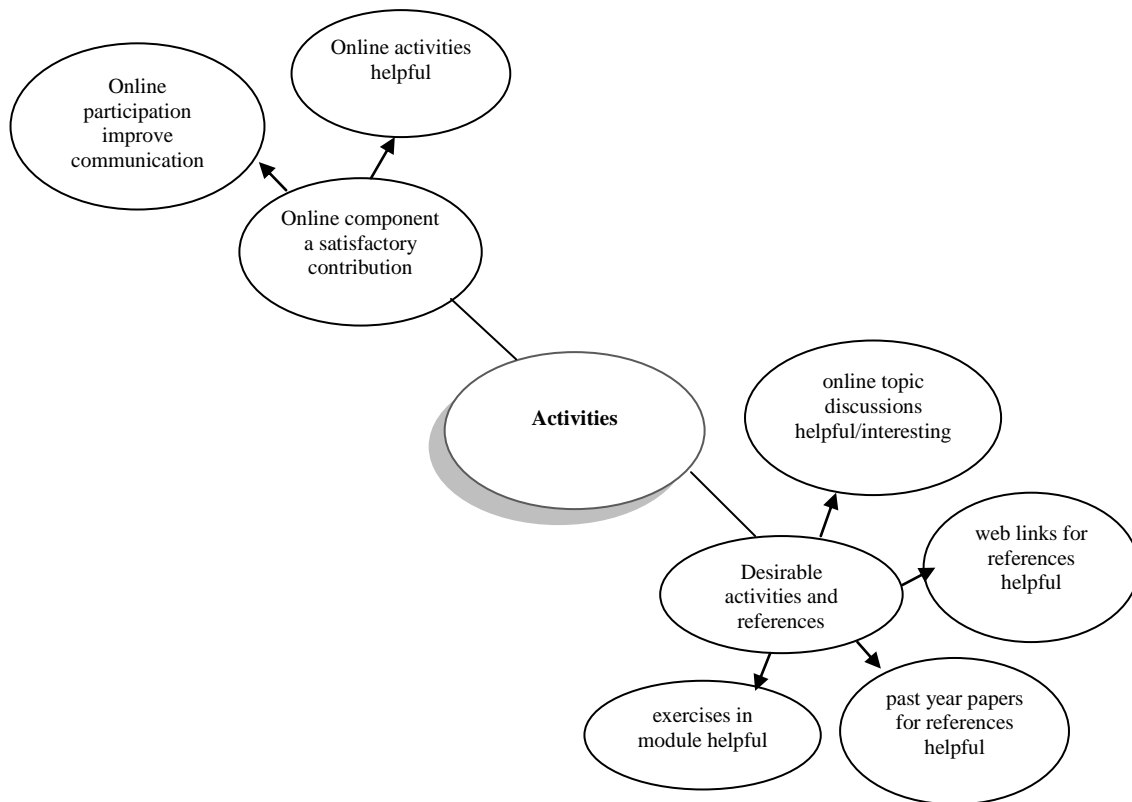 Online activities
helpful
Online
participation
improve
communication
Online component
a satisfactory
contribution
Activities
online topic
discussions
helpful/interesting
web links for
references
helpful
Desirable
activities and
references
past year papers
for references
helpful
exercises in
module helpful